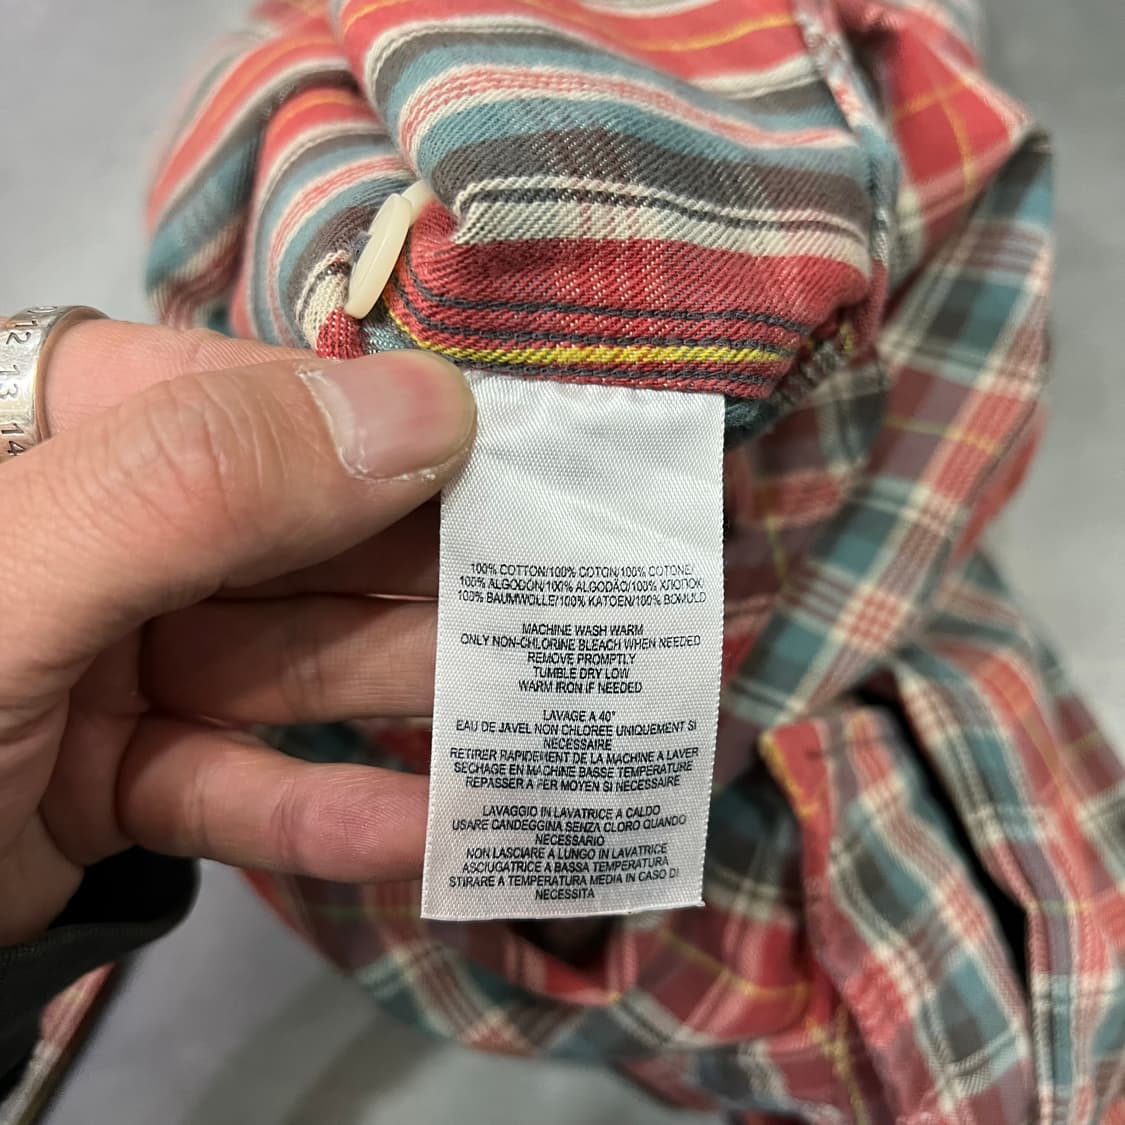 12
13
14
100% COTTON/100% COTON/100% COTONE/
100% ALGODÓN/100% ALGODÃO/100% ХЛОПОК/
100% BAUMWOLLE/100% KATOEN/100% BOMULD
MACHINE WASH WARM
ONLY NON-CHLORINE BLEACH WHEN NEEDED
REMOVE PROMPTLY
TUMBLE DRY LOW
WARM IRON IF NEEDED
LAVAGE A 40°
EAU DE JAVEL NON CHLOREE UNIQUEMENT SI
NECESSAIRE
RETIRER RAPIDEMENT DE LA MACHINE A LAVER
SECHAGE EN MACHINE BASSE TEMPERATURE
REPASSER A FER MOYEN SI NECESSAIRE
LAVAGGIO IN LAVATRICE A CALDO
USARE CANDEGGINA SENZA CLORO QUANDO
NECESSARIO
NON LASCIARE A LUNGO IN LAVATRICE
ASCIUGATRICE A BASSA TEMPERATURA
STIRARE A TEMPERATURA MEDIA IN CASO DI
NECESSITA